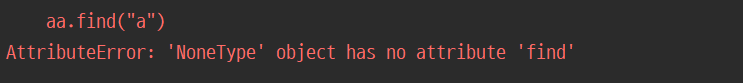 aa.find("a")
AttributeError: 'NoneType' object has no attribute 'find'